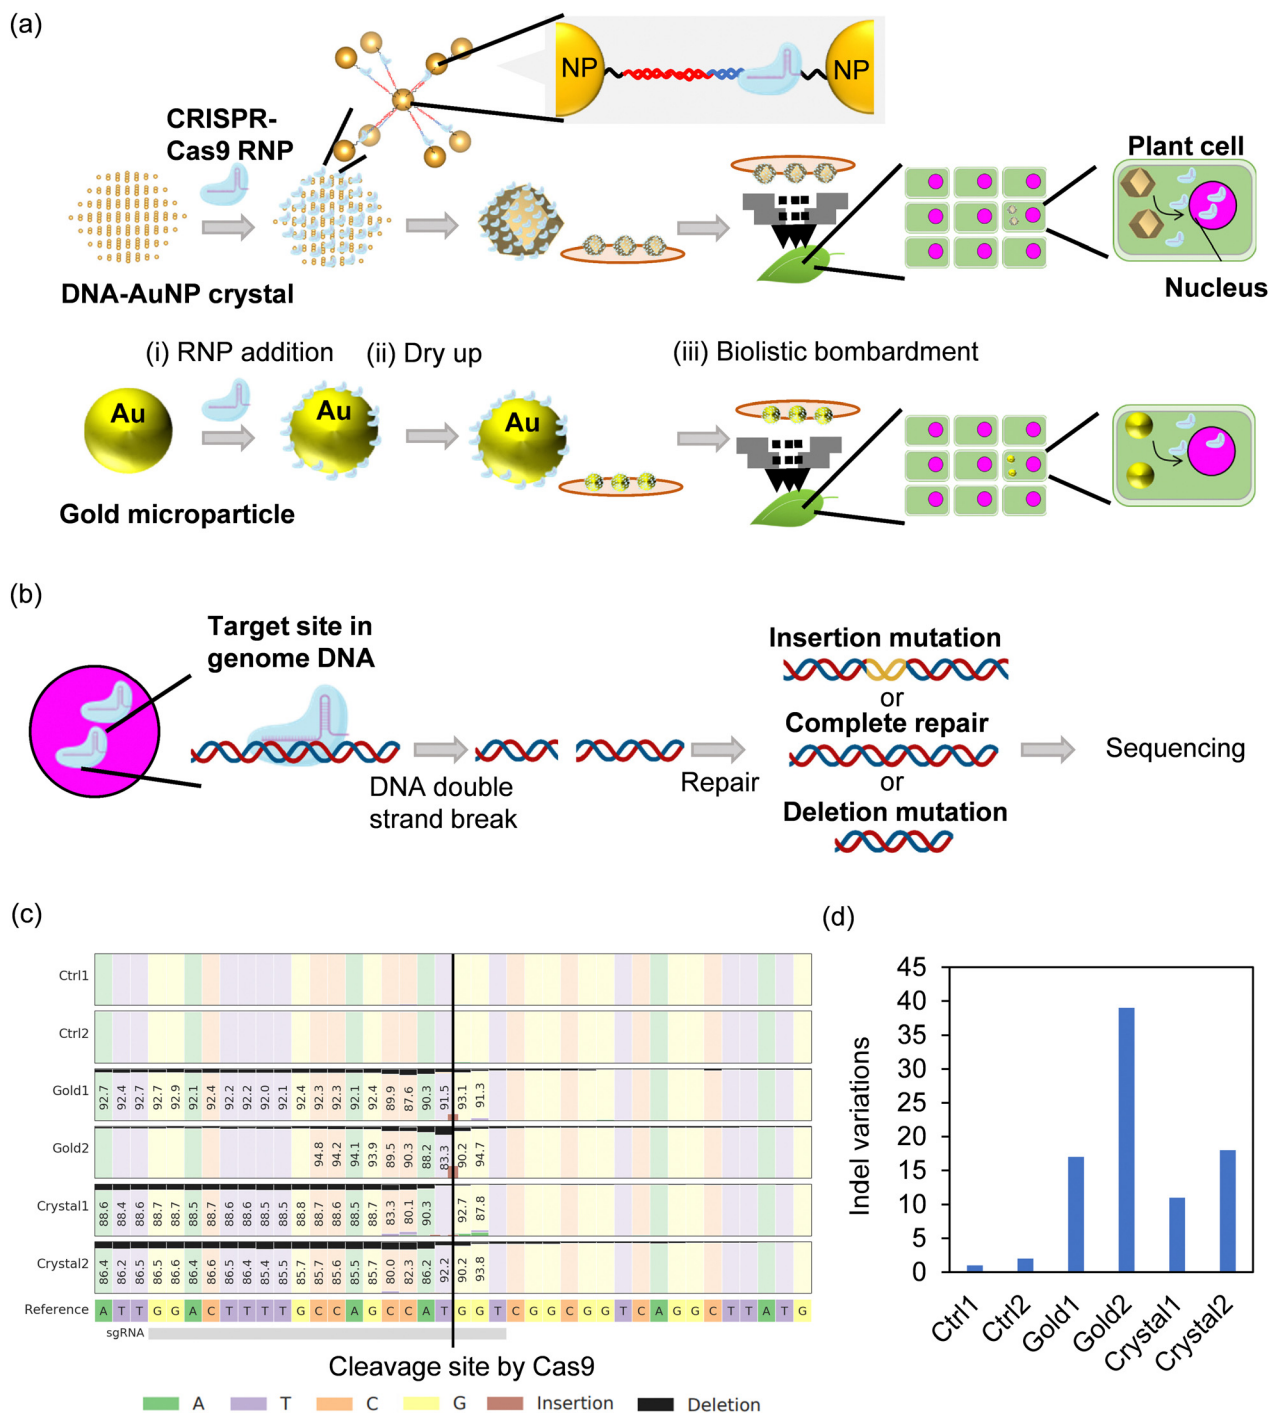 (a)
NP
NP
CRISPR-
Cas9 RNP
Plant cell
DNA-AuNP crystal
Nucleus
(i) RNP addition
(ii) Dry up
(iii) Biolistic bombardment
Au
Au
Au
Gold microparticle
(b)
Target site in
genome DNA
DNA double
strand break
Repair
Insertion mutation
or
Complete repair
or
Deletion mutation
Sequencing
(c)
Ctrl1
Ctrl2
Gold1 92.7 92.4 92.7 92.7 92.9 92.1 92.4 92.2 92.2 92.0 92.1 92.4 92.3 92.3 92.1 92.4 89.9 87.6 90.3 91.5 93.1 91.3
Gold2 94.8 94.2 94.1 93.9 89.5 90.3 88.2 83.3 90.2 94.7
Crystal1 88.6 88.4 88.6 88.7 88.7 88.5 88.7 88.6 88.6 88.5 88.5 88.8 88.7 88.6 88.5 88.7 83.3 80.1 90.3 92.7 87.8
Crystal2 86.4 86.2 86.5 86.5 86.6 86.4 86.6 86.5 86.4 85.4 85.5 85.7 85.7 85.6 85.5 85.7 80.0 82.3 86.2 92.2 90.2 93.8
Reference A T T G G A C T T T T G C C A G C C A T G G T C G G C G G T C A G G C T T A T G
sgRNA
Cleavage site by Cas9
A T C G Insertion Deletion
(d)
Indel variations
45
40
35
30
25
20
15
10
5
0
Ctrl1
Ctrl2
Gold1
Gold2
Crystal1
Crystal2